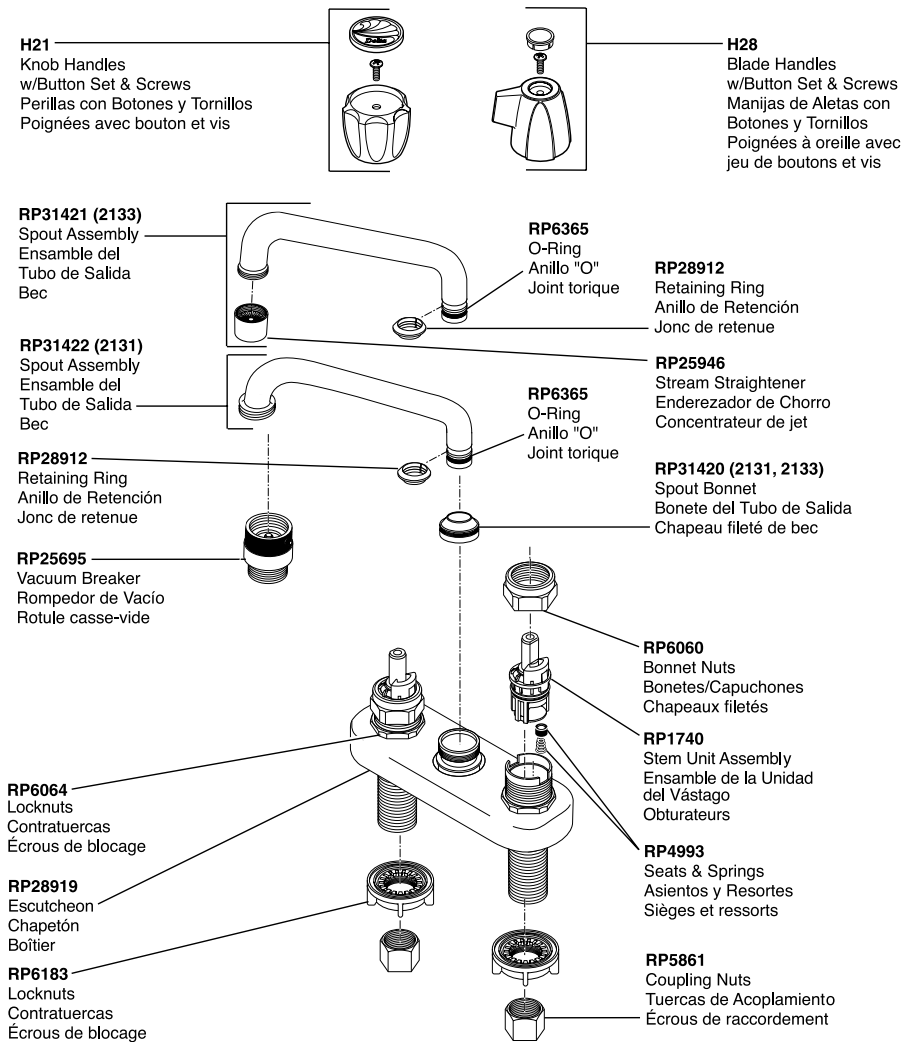 H21
Knob Handles
w/Button Set & Screws
Perillas con Botones y Tornillos
Poignées avec bouton et vis
Delta
H28
Blade Handles
w/Button Set & Screws
Manijas de Aletas con
Botones y Tornillos
Poignées à oreille avec
jeu de boutons et vis
RP31421 (2133)
Spout Assembly
Ensamble del
Tubo de Salida
Bec
RP6365
O-Ring
Anillo "O"
Joint torique
RP28912
Retaining Ring
Anillo de Retención
Jonc de retenue
RP31422 (2131)
Spout Assembly
Ensamble del
Tubo de Salida
Bec
RP25946
Stream Straightener
Enderezador de Chorro
Concentrateur de jet
RP6365
O-Ring
Anillo "O"
Joint torique
RP28912
Retaining Ring
Anillo de Retención
Jonc de retenue
RP31420 (2131, 2133)
Spout Bonnet
Bonete del Tubo de Salida
Chapeau fileté de bec
RP25695
Vacuum Breaker
Rompedor de Vacío
Rotule casse-vide
RP6060
Bonnet Nuts
Bonetes/Capuchones
Chapeaux filetés
RP1740
Stem Unit Assembly
Ensamble de la Unidad
del Vástago
Obturateurs
RP6064
Locknuts
Contratuercas
Écrous de blocage
RP4993
Seats & Springs
Asientos y Resortes
Sièges et ressorts
RP28919
Escutcheon
Chapetón
Boîtier
RP6183
Locknuts
Contratuercas
Écrous de blocage
RP5861
Coupling Nuts
Tuercas de Acoplamiento
Écrous de raccordement